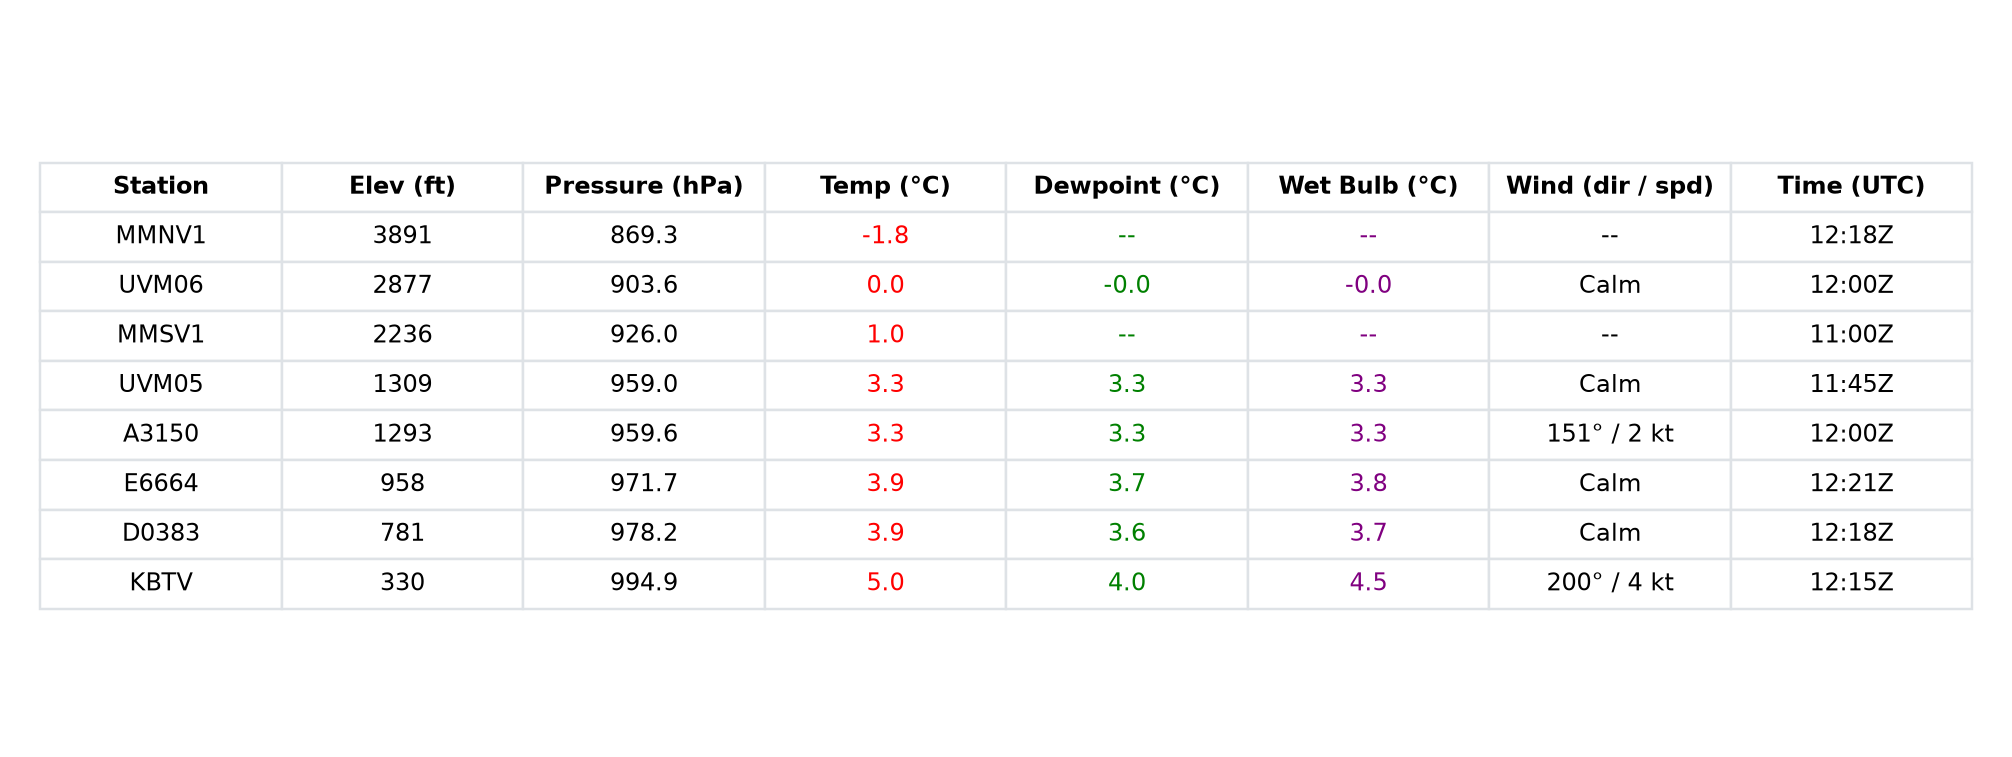 Station Elev (ft) Pressure (hPa) Temp (°C) Dewpoint (°C) Wet Bulb (°C) Wind (dir / spd) Time (UTC)
MMNV1 3891 869.3 -1.8 -- -- -- 12:18Z
UVM06 2877 903.6 0.0 -0.0 -0.0 Calm 12:00Z
MMSV1 2236 926.0 1.0 -- -- -- 11:00Z
UVM05 1309 959.0 3.3 3.3 3.3 Calm 11:45Z
A3150 1293 959.6 3.3 3.3 3.3 151° / 2 kt 12:00Z
E6664 958 971.7 3.9 3.7 3.8 Calm 12:21Z
D0383 781 978.2 3.9 3.6 3.7 Calm 12:18Z
KBTV 330 994.9 5.0 4.0 4.5 200° / 4 kt 12:15Z